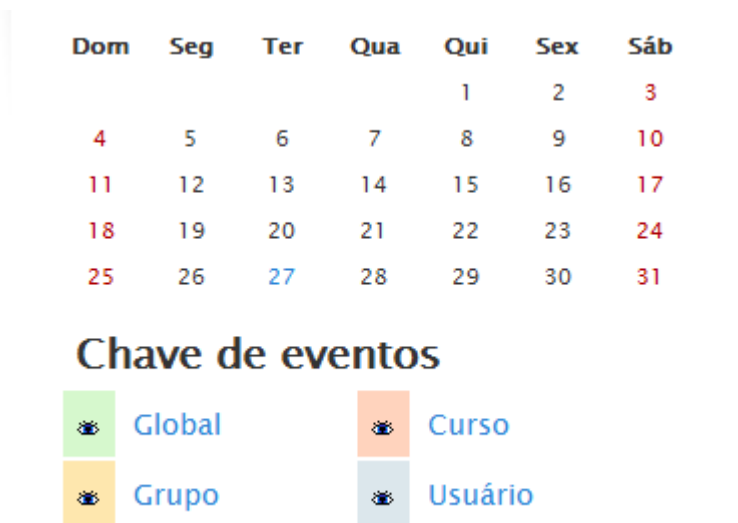 Dom Seg Ter Qua Qui Sex Sáb
1 2 3
4 5 6 7 8 9 10
11 12 13 14 15 16 17
18 19 20 21 22 23 24
25 26 27 28 29 30 31
Chave de eventos
Global Curso
Grupo Usuário